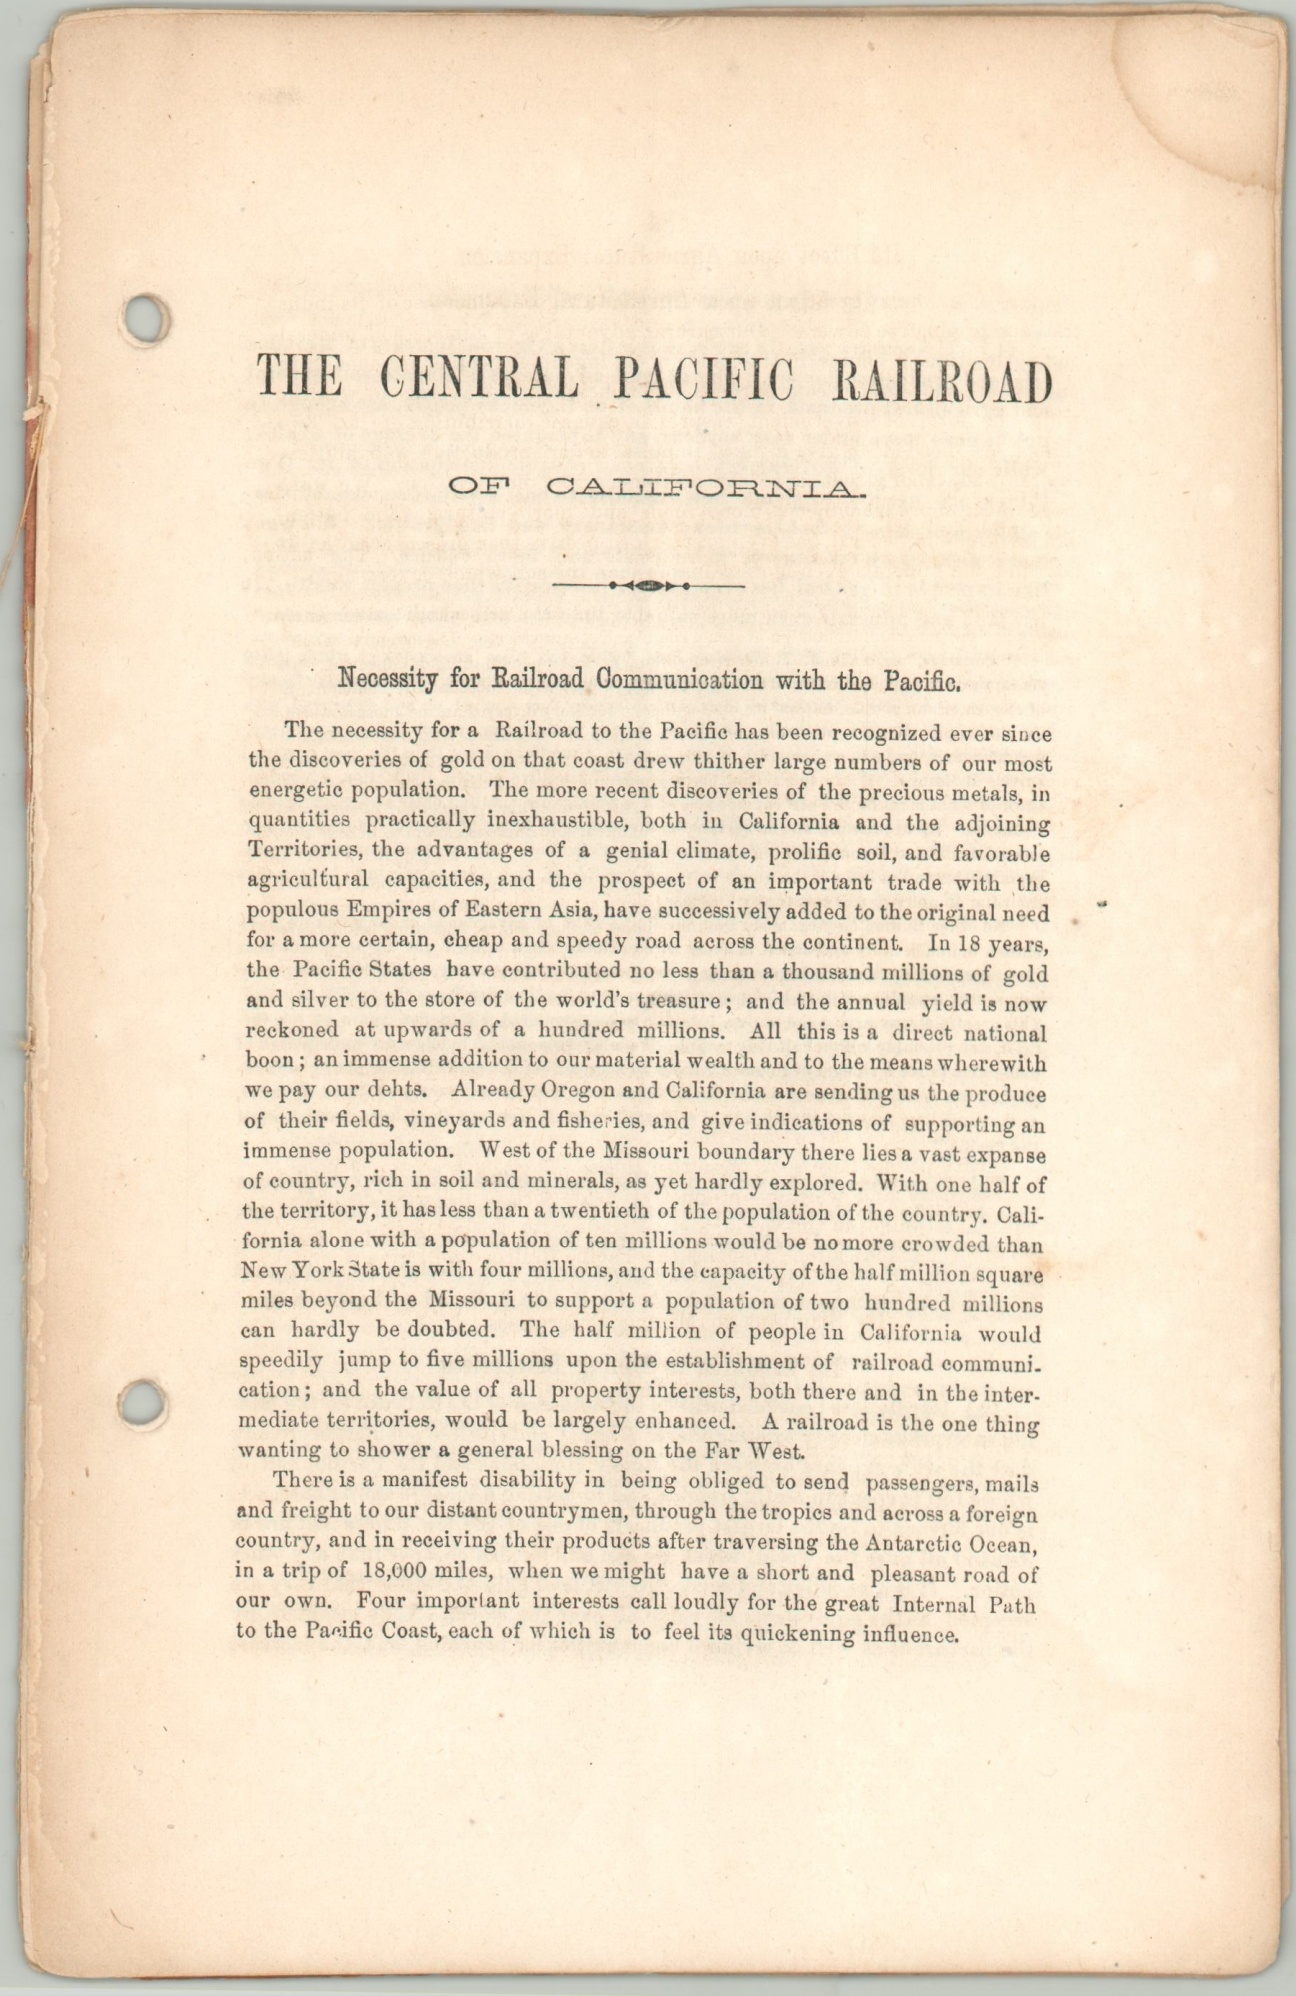 THE CENTRAL PACIFIC RAILROAD
OF CALIFORNIA.
Necessity for Railroad Communication with the Pacific.
The necessity for a Railroad to the Pacific has been recognized ever since
the discoveries of gold on that coast drew thither large numbers of our most
energetic population. The more recent discoveries of the precious metals, in
quantities practically inexhaustible, both in California and the adjoining
Territories, the advantages of a genial climate, prolific soil, and favorable
agricultural capacities, and the prospect of an important trade with the
populous Empires of Eastern Asia, have successively added to the original need
for a more certain, cheap and speedy road across the continent. In 18 years,
the Pacific States have contributed no less than a thousand millions of gold
and silver to the store of the world's treasure; and the annual yield is now
reckoned at upwards of a hundred millions. All this is a direct national
boon; an immense addition to our material wealth and to the means wherewith
we pay our dehts. Already Oregon and California are sending us the produce
of their fields, vineyards and fisheries, and give indications of supporting an
immense population. West of the Missouri boundary there lies a vast expanse
of country, rich in soil and minerals, as yet hardly explored. With one half of
the territory, it has less than a twentieth of the population of the country. Cali-
fornia alone with a population of ten millions would be no more crowded than
New York State is with four millions, and the capacity of the half million square
miles beyond the Missouri to support a population of two hundred millions
can hardly be doubted. The half million of people in California would
speedily jump to five millions upon the establishment of railroad communi-
cation; and the value of all property interests, both there and in the inter-
mediate territories, would be largely enhanced. A railroad is the one thing
wanting to shower a general blessing on the Far West.
There is a manifest disability in being obliged to send passengers, mails
and freight to our distant countrymen, through the tropics and across a foreign
country, and in receiving their products after traversing the Antarctic Ocean,
in a trip of 18,000 miles, when we might have a short and pleasant road of
our own. Four important interests call loudly for the great Internal Path
to the Pacific Coast, each of which is to feel its quickening influence.